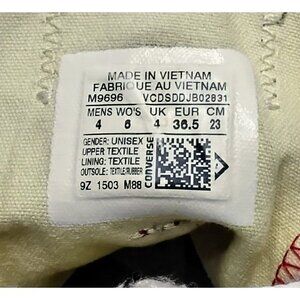 MADE IN VIETNAM
FABRIQUE AU VIETNAM
M9696 VCDSDDJB02831
MENS WO'S UK EUR CM
4 6 4 36.5 23
GENDER: UNISEX
UPPER TEXTILE
LINING: TEXTILE
OUTSOLE: TEXTILE/RUBBER
9Z 1503 M88
CONVERSE